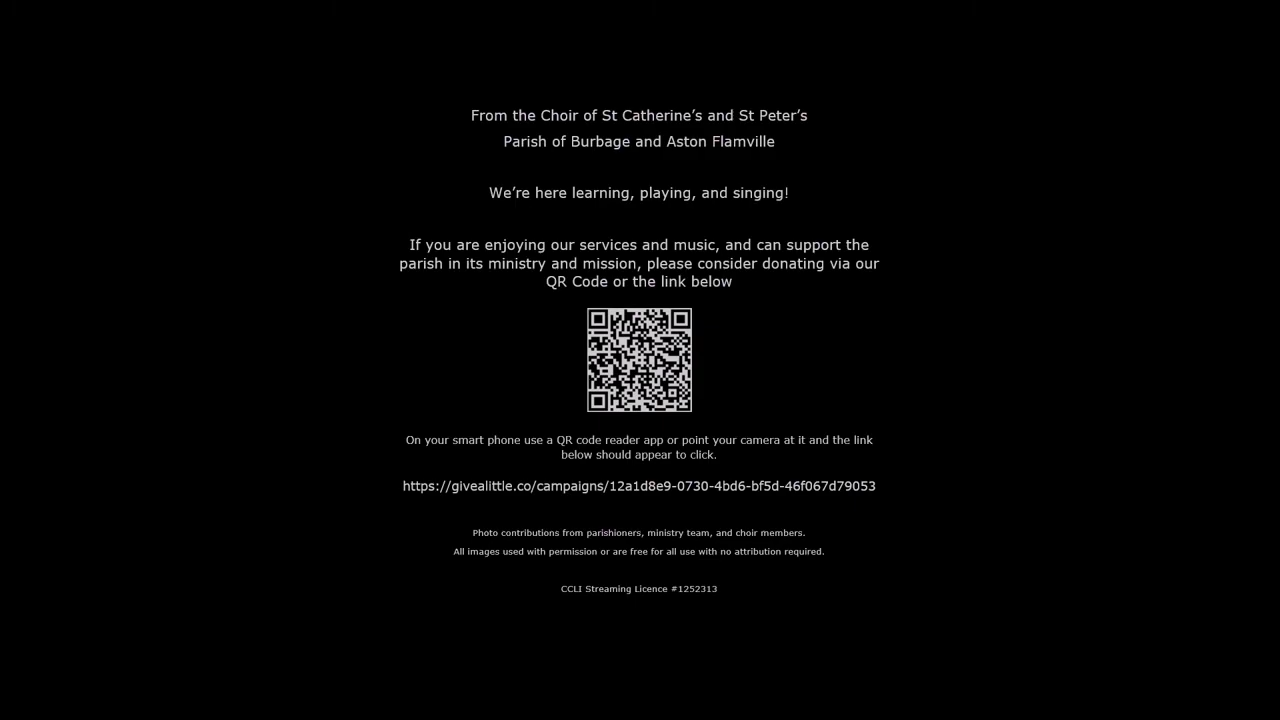 From the Choir of St Catherine’s and St Peter’s
Parish of Burbage and Aston Flamville
We’re here learning, playing, and singing!
If you are enjoying our services and music, and can support the
parish in its ministry and mission, please consider donating via our
QR Code or the link below
On your smart phone use a QR code reader app or point your camera at it and the link
below should appear to click.
https://givealittle.co/campaigns/12a1d8e9-0730-4bd6-bf5d-46f067d79053
Photo contributions from parishioners, ministry team, and choir members.
All images used with permission or are free for all use with no attribution required.
CCLI Streaming Licence #1252313